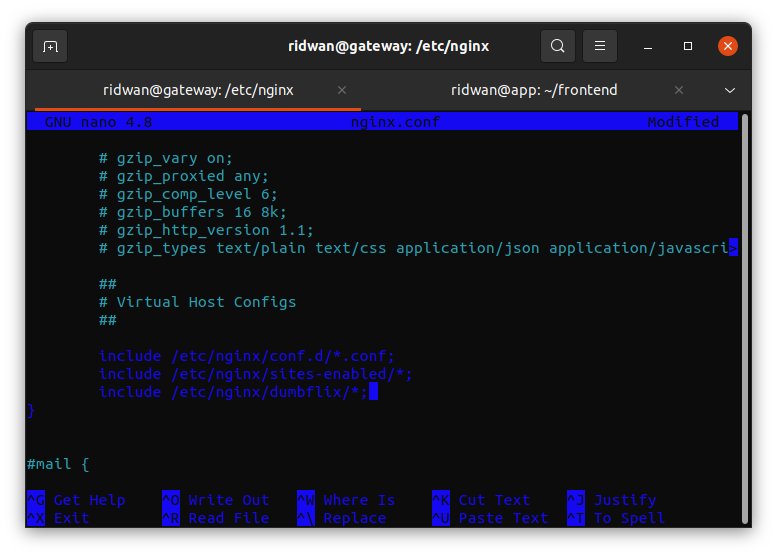 ridwan@gateway: /etc/nginx
ridwan@gateway: /etc/nginx × ridwan@app: ~/frontend ×
GNU nano 4.8 nginx.conf Modified
# gzip_vary on;
# gzip_proxied any;
# gzip_comp_level 6;
# gzip_buffers 16 8k;
# gzip_http_version 1.1;
# gzip_types text/plain text/css application/json application/javascri>
##
# Virtual Host Configs
##
include /etc/nginx/conf.d/*.conf;
include /etc/nginx/sites-enabled/*;
include /etc/nginx/dumbflix/*;
}
#mail {
^G Get Help ^O Write Out ^W Where Is ^K Cut Text ^J Justify
^X Exit ^R Read File ^\ Replace ^U Paste Text ^T To Spell